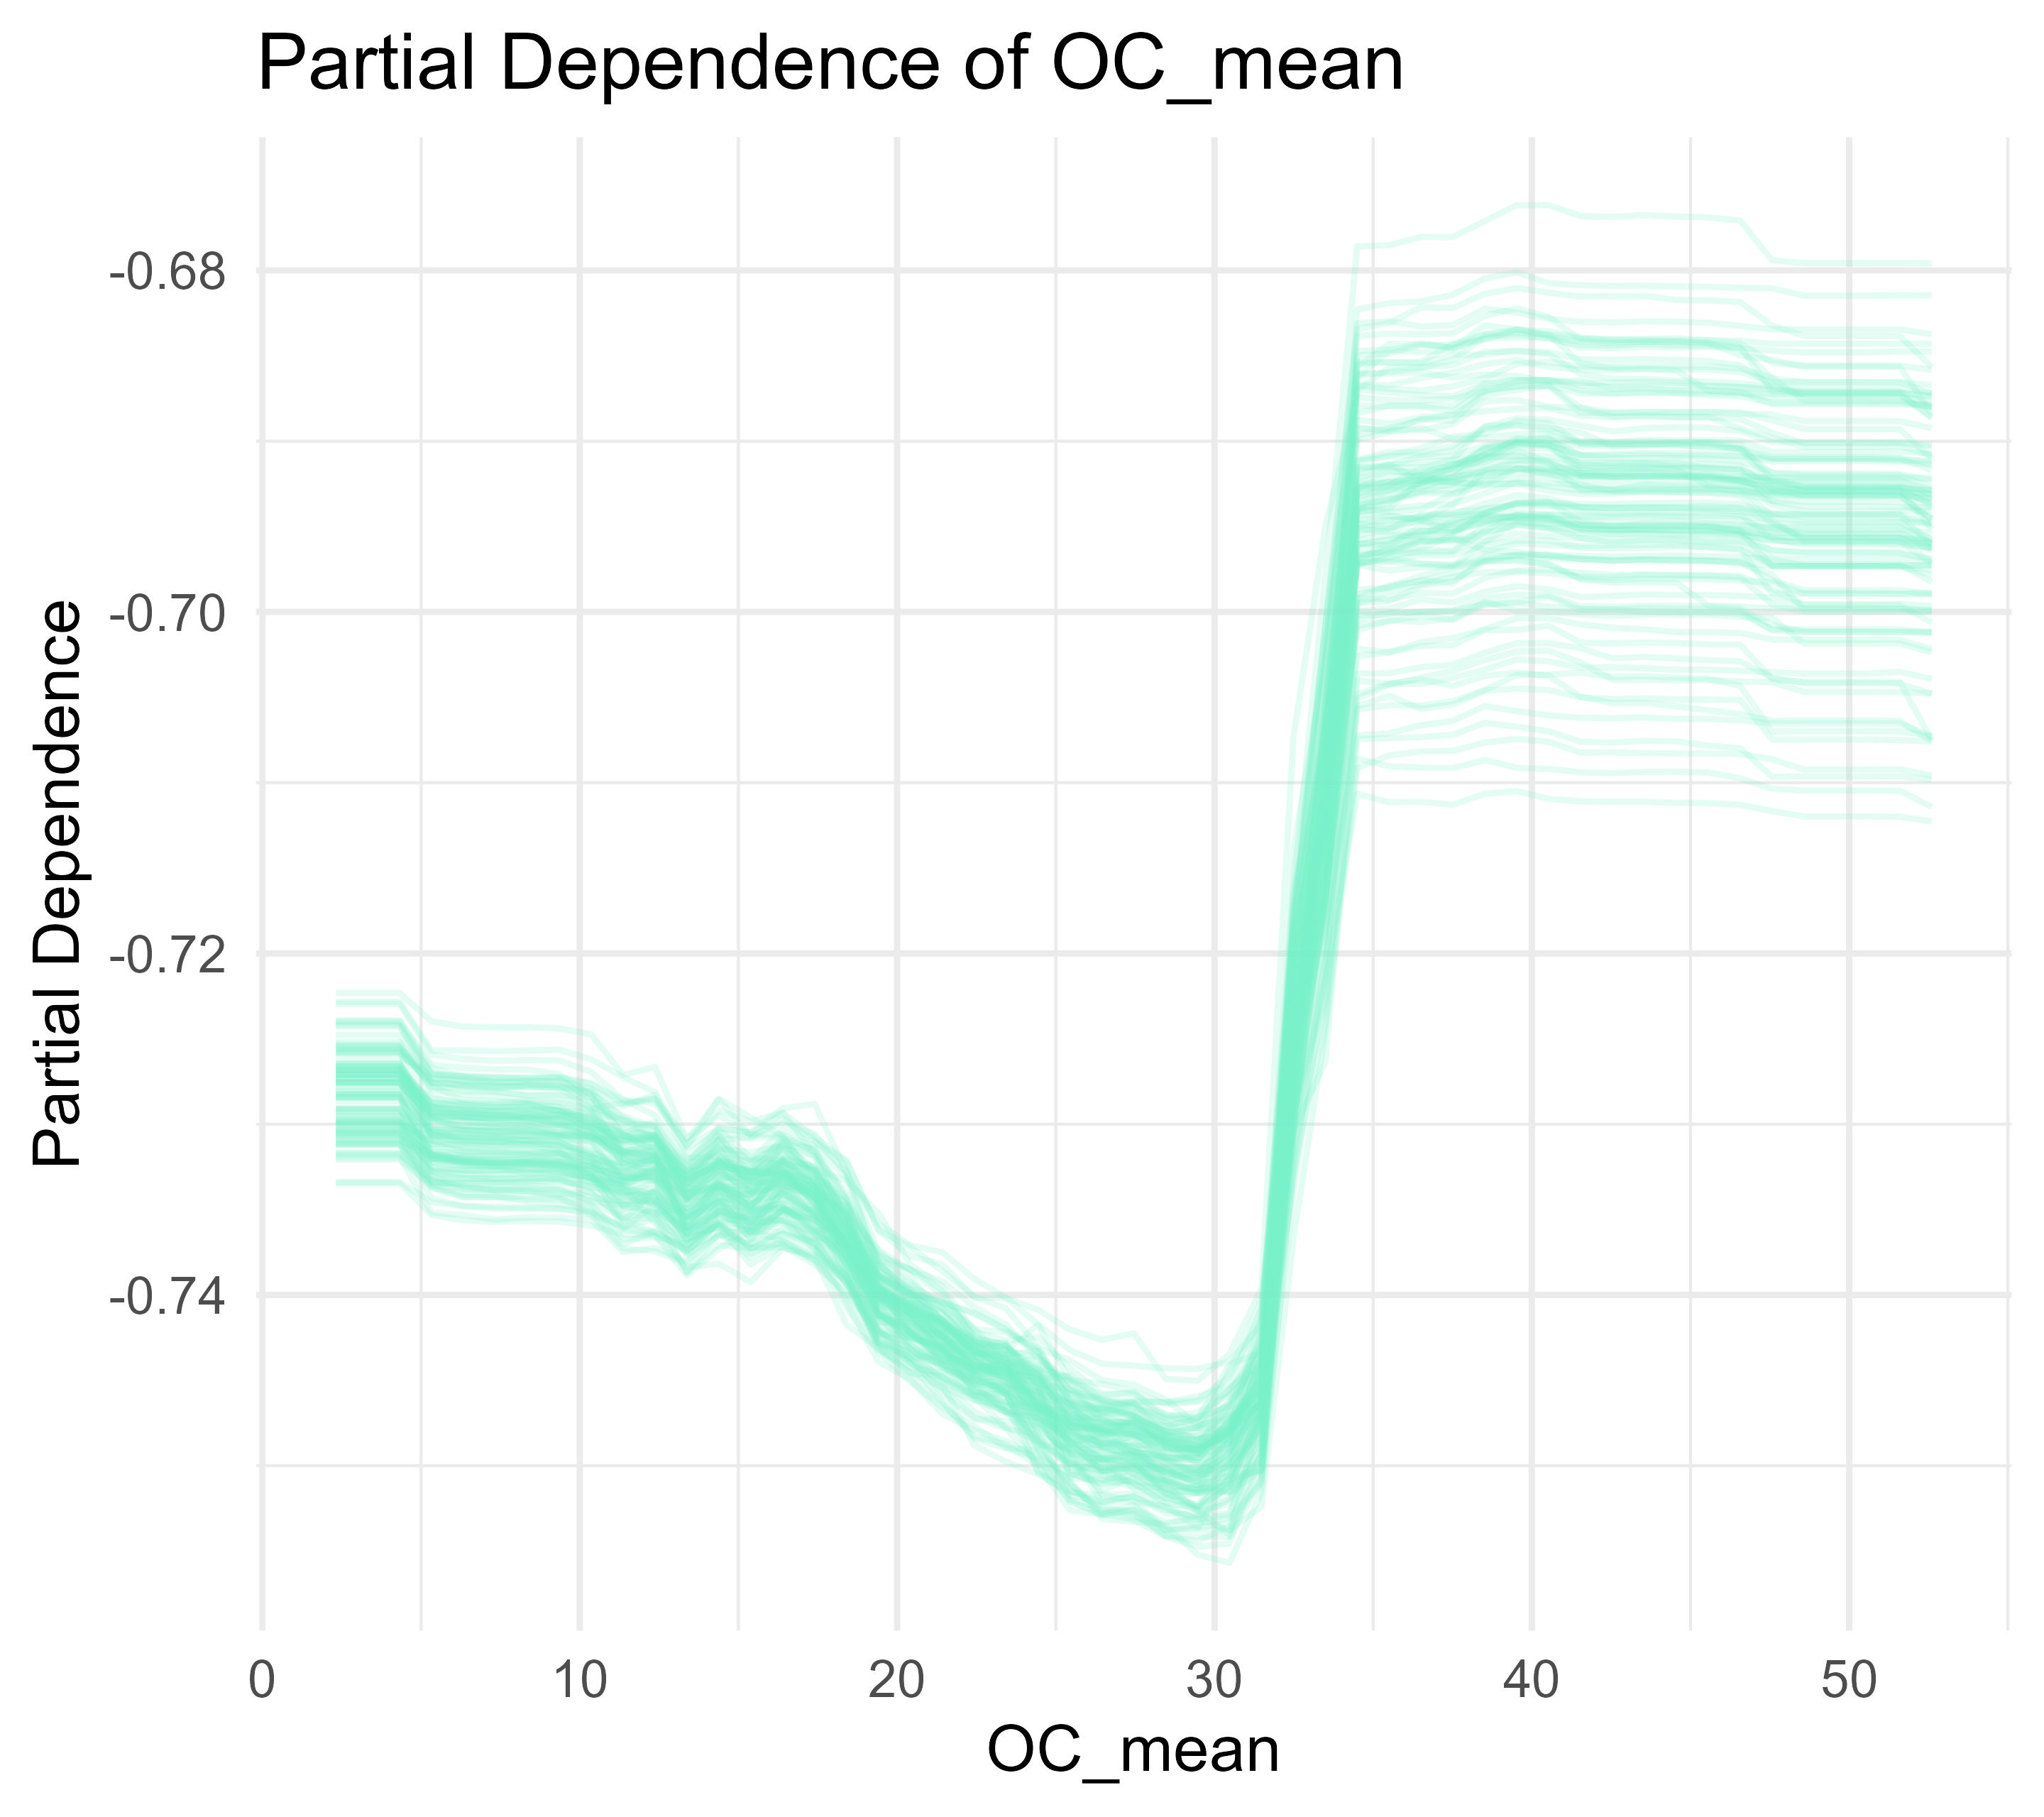 Partial Dependence of OC_mean
Partial Dependence
-0.68
-0.70
-0.72
-0.74
0 10 20 30 40 50
OC_mean